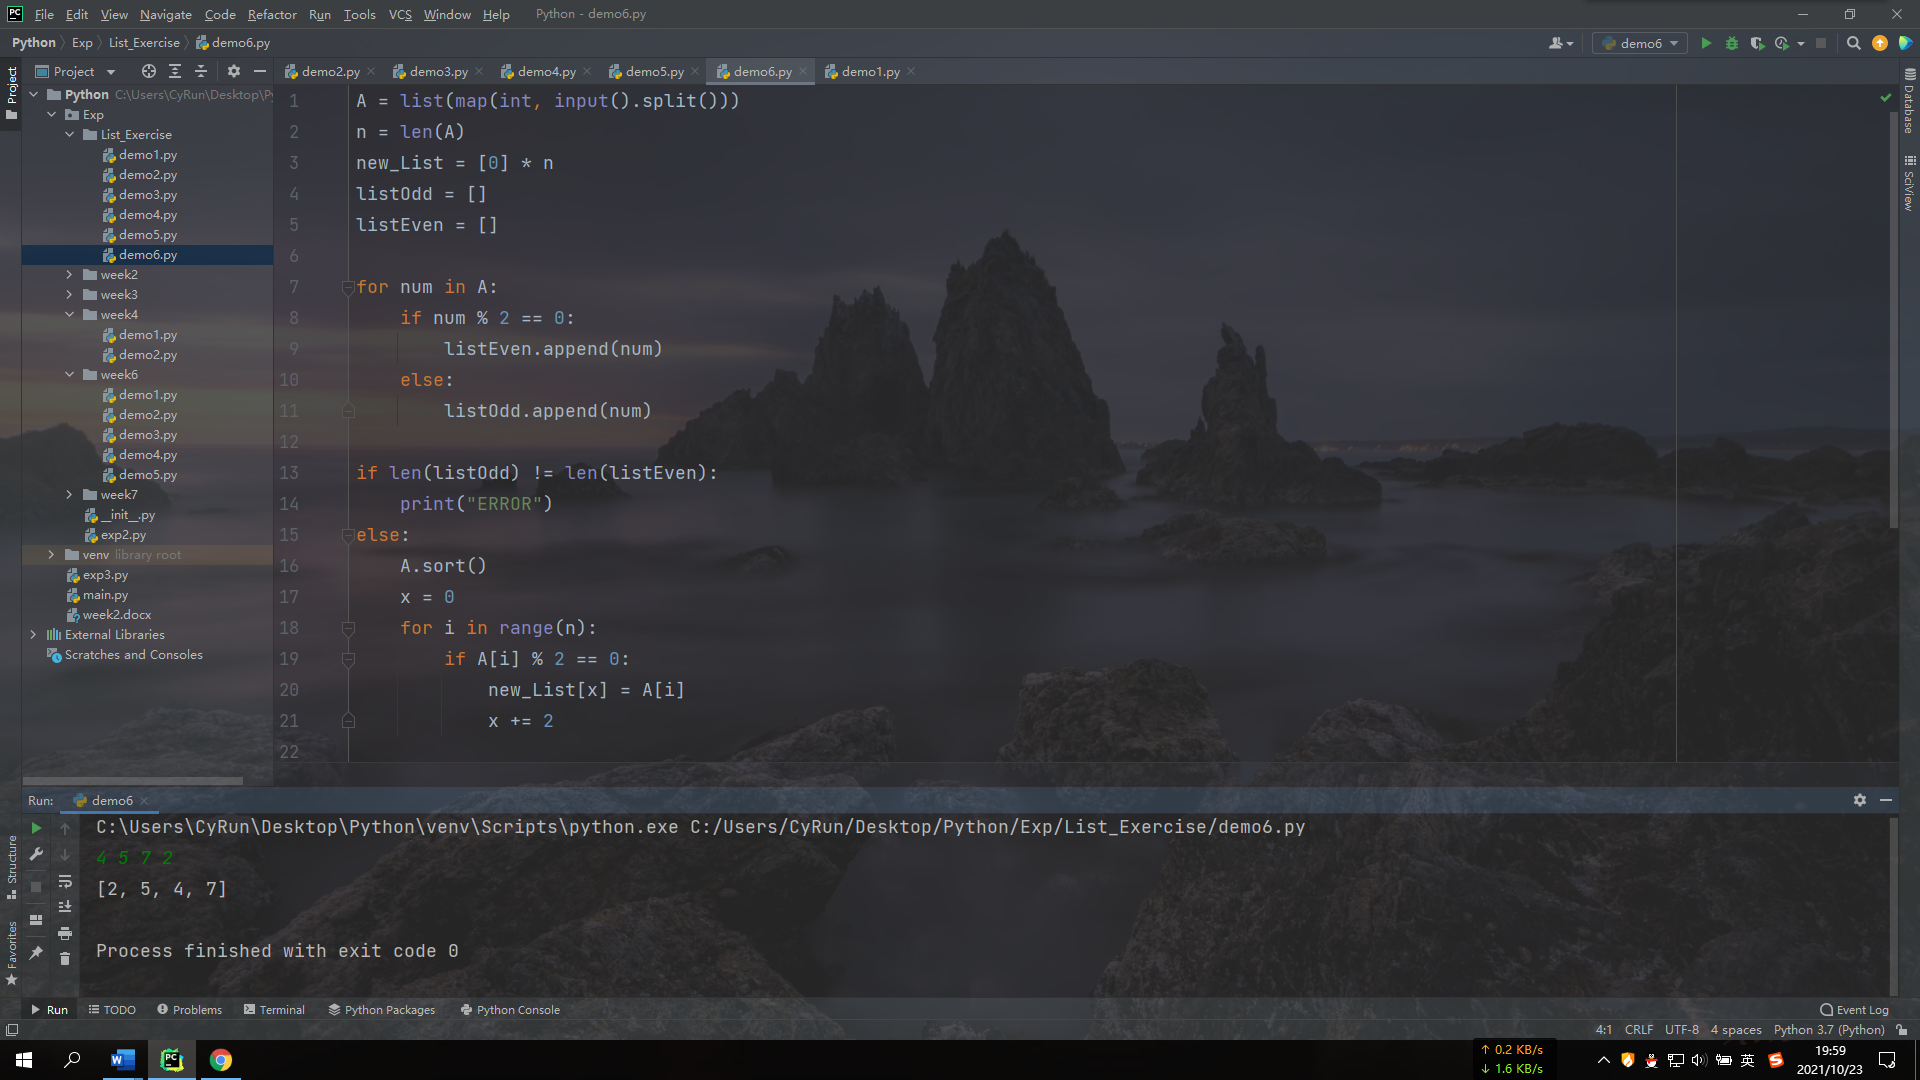 File Edit View Navigate Code Refactor Run Tools VCS Window Help Python - demo6.py
Python Exp List_Exercise demo6.py demo6
Project demo2.py demo3.py demo4.py demo5.py demo6.py demo1.py
Project
Python C:\Users\CyRun\Desktop\Py
Exp
List_Exercise
demo1.py
demo2.py
demo3.py
demo4.py
demo5.py
demo6.py
week2
week3
week4
demo1.py
demo2.py
week6
demo1.py
demo2.py
demo3.py
demo4.py
demo5.py
week7
__init__.py
exp2.py
venv library root
exp3.py
main.py
week2.docx
External Libraries
Scratches and Consoles
1 A = list(map(int, input().split()))
2 n = len(A)
3 new_List = [0] * n
4 listOdd = []
5 listEven = []
6
7 for num in A:
8 if num % 2 == 0:
9 listEven.append(num)
10 else:
11 listOdd.append(num)
12
13 if len(listOdd) != len(listEven):
14 print("ERROR")
15 else:
16 A.sort()
17 x = 0
18 for i in range(n):
19 if A[i] % 2 == 0:
20 new_List[x] = A[i]
21 x += 2
22
Database
SciView
Run: demo6
C:\Users\CyRun\Desktop\Python\venv\Scripts\python.exe C:/Users/CyRun/Desktop/Python/Exp/List_Exercise/demo6.py
4 5 7 2
[2, 5, 4, 7]
Process finished with exit code 0
Structure
Favorites
Run TODO Problems Terminal Python Packages Python Console Event Log
4:1 CRLF UTF-8 4 spaces Python 3.7 (Python)
↑ 0.2 KB/s
↓ 1.6 KB/s
英
19:59
2021/10/23